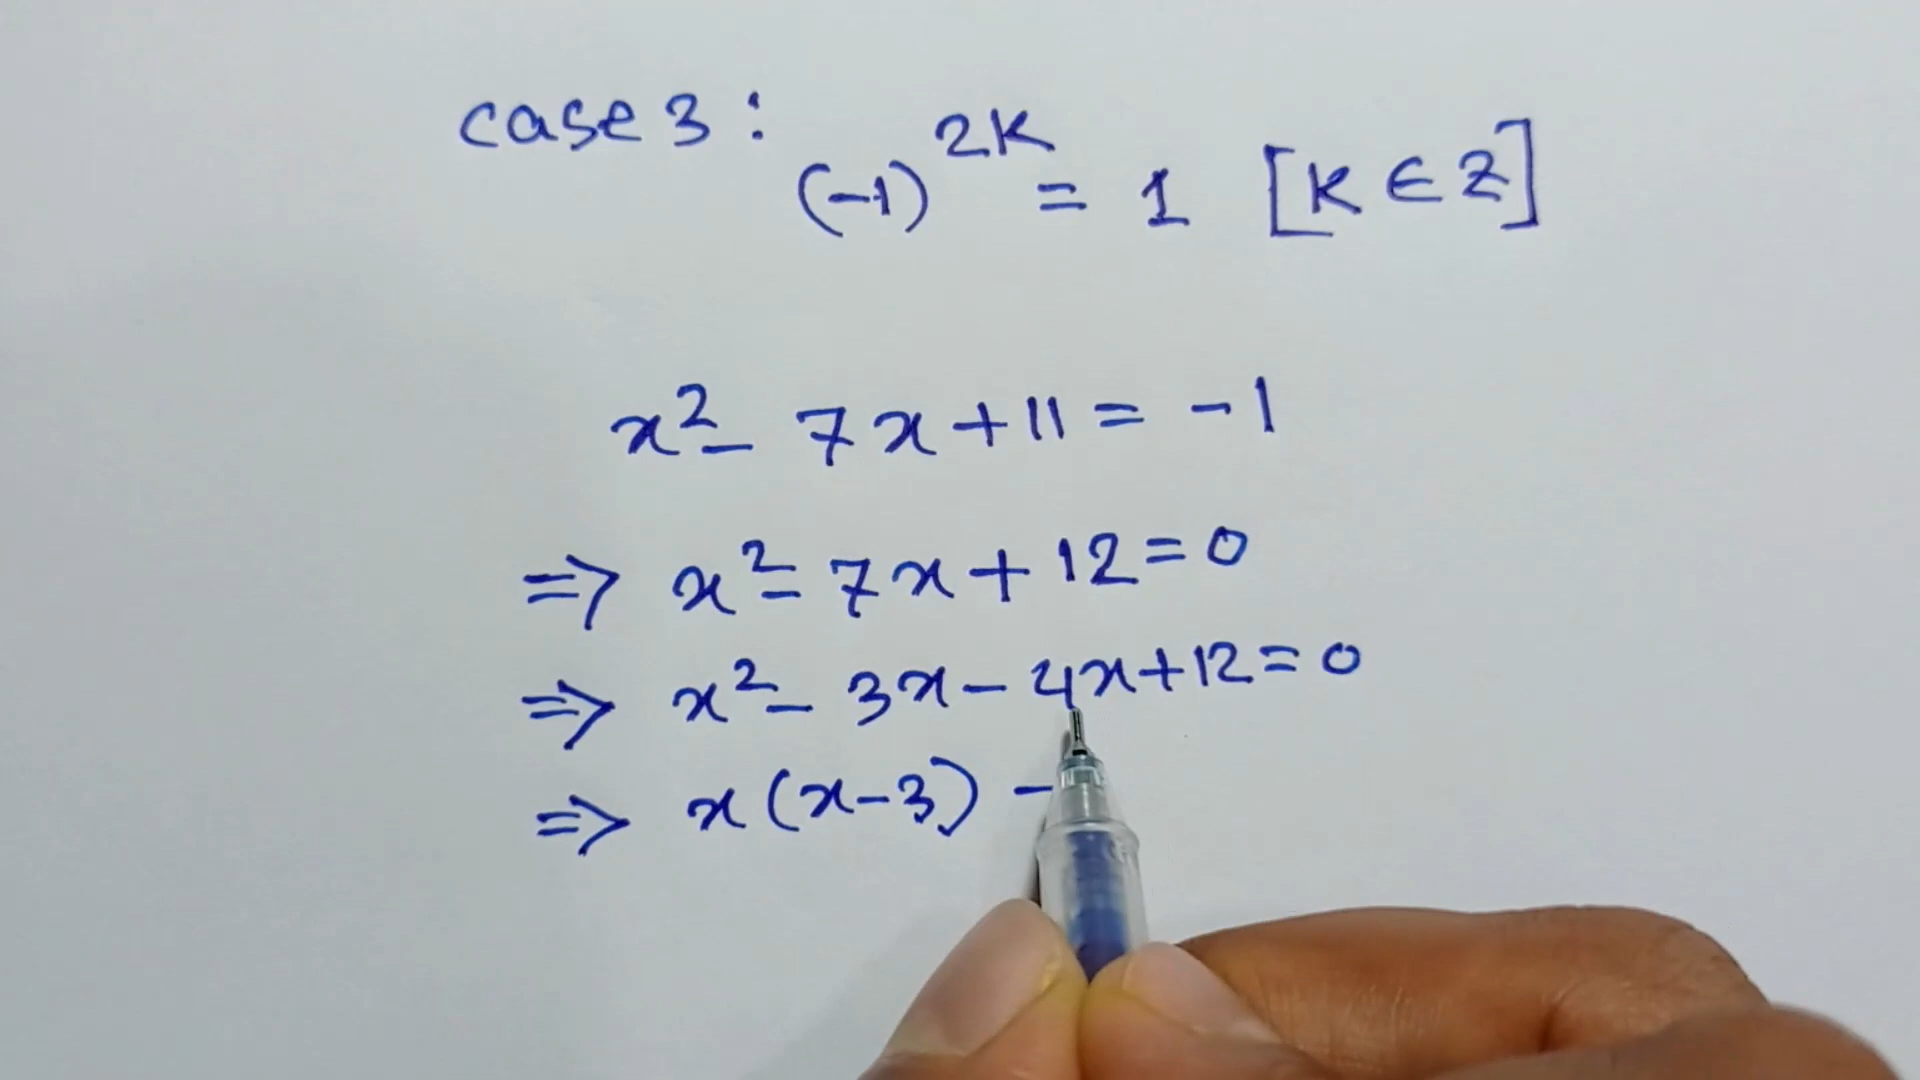 case 3 :
(-1)^2K = 1 [K ∈ Z]
x² - 7x + 11 = -1
=> x² - 7x + 12 = 0
=> x² - 3x - 4x + 12 = 0
=> x (x-3) -